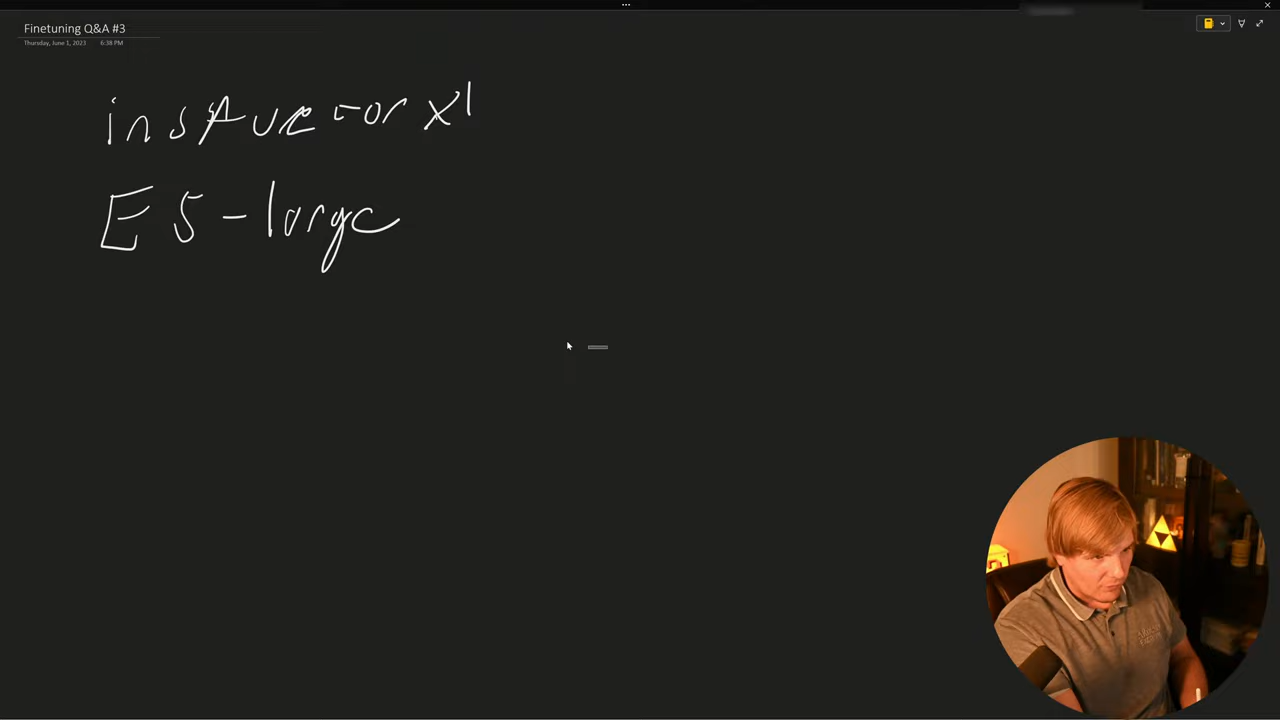 Finetuning Q&A #3
Thursday, June 1, 2023 6:38 PM
instructor xl
E5-large